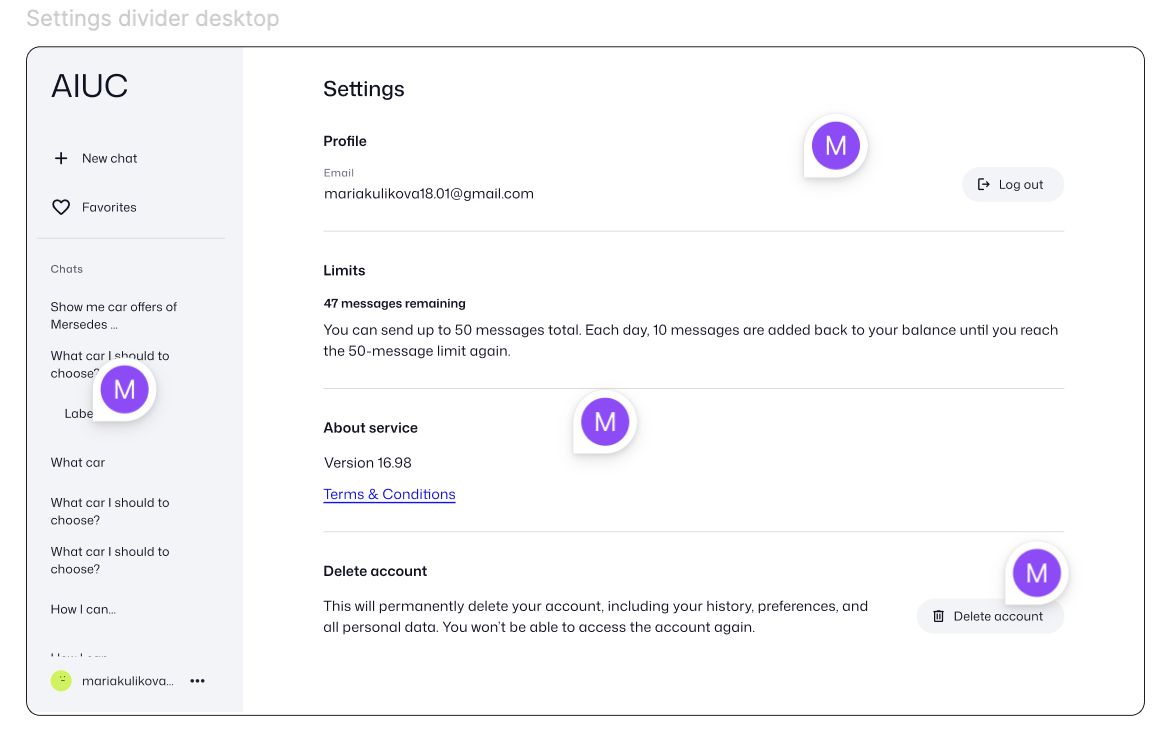 Settings divider desktop
AIUC
New chat
Favorites
Chats
Show me car offers of
Mersedes ...
What car I should to
choose?
Labe
What car
What car I should to
choose?
What car I should to
choose?
How I can...
mariakulikova...
Settings
Profile
M
Email
mariakulikova18.01@gmail.com
Log out
Limits
47 messages remaining
You can send up to 50 messages total. Each day, 10 messages are added back to your balance until you reach
the 50-message limit again.
M
M
About service
Version 16.98
Terms & Conditions
Delete account
M
This will permanently delete your account, including your history, preferences, and
all personal data. You won't be able to access the account again.
Delete account